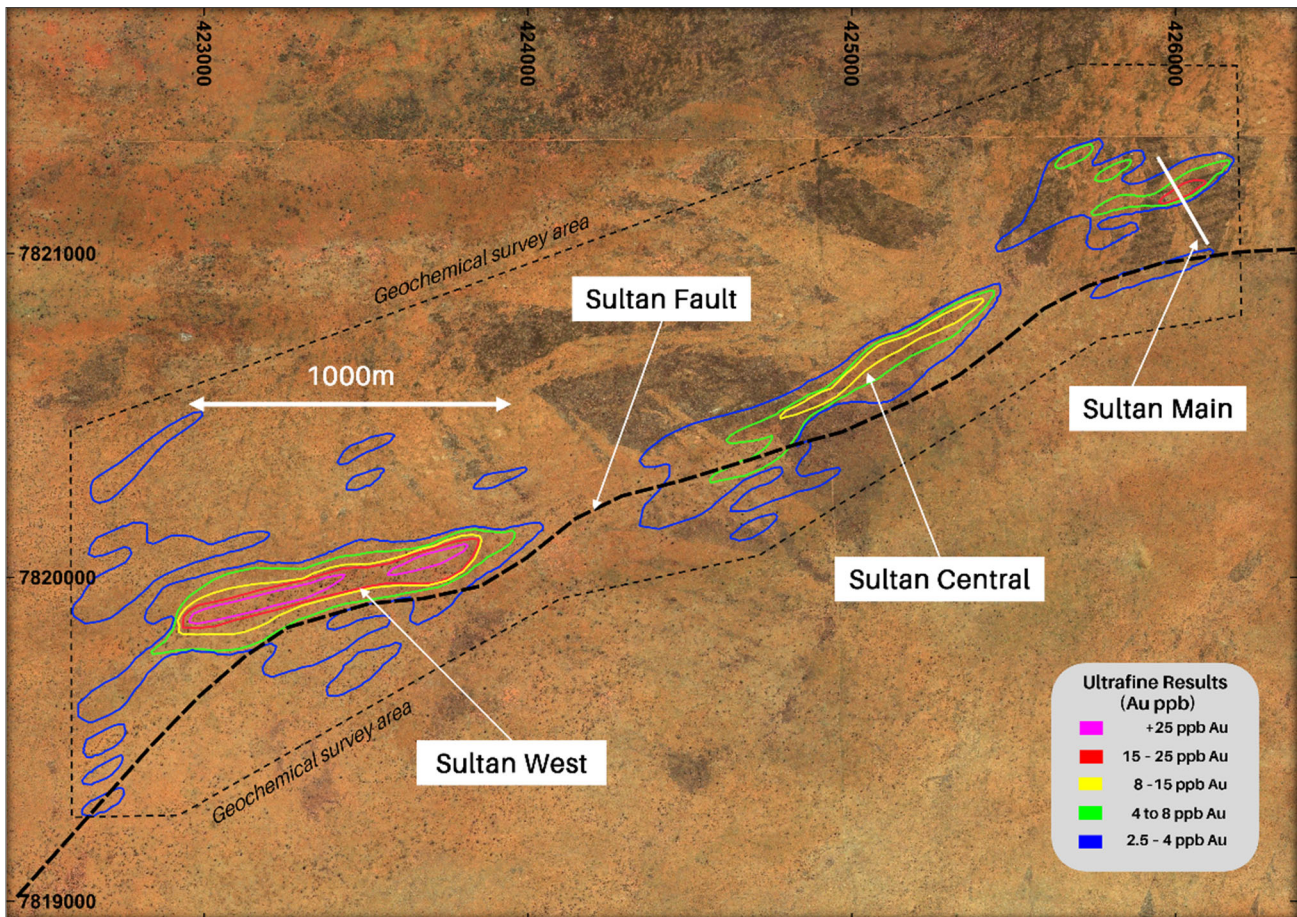 423000
424000
425000
426000
Geochemical survey area
7821000
Sultan Fault
1000m
Sultan Main
Sultan Central
7820000
Sultan West
Geochemical survey area
7819000
Ultrafine Results
(Au ppb)
+25 ppb Au
15 - 25 ppb Au
8 - 15 ppb Au
4 to 8 ppb Au
2.5 - 4 ppb Au